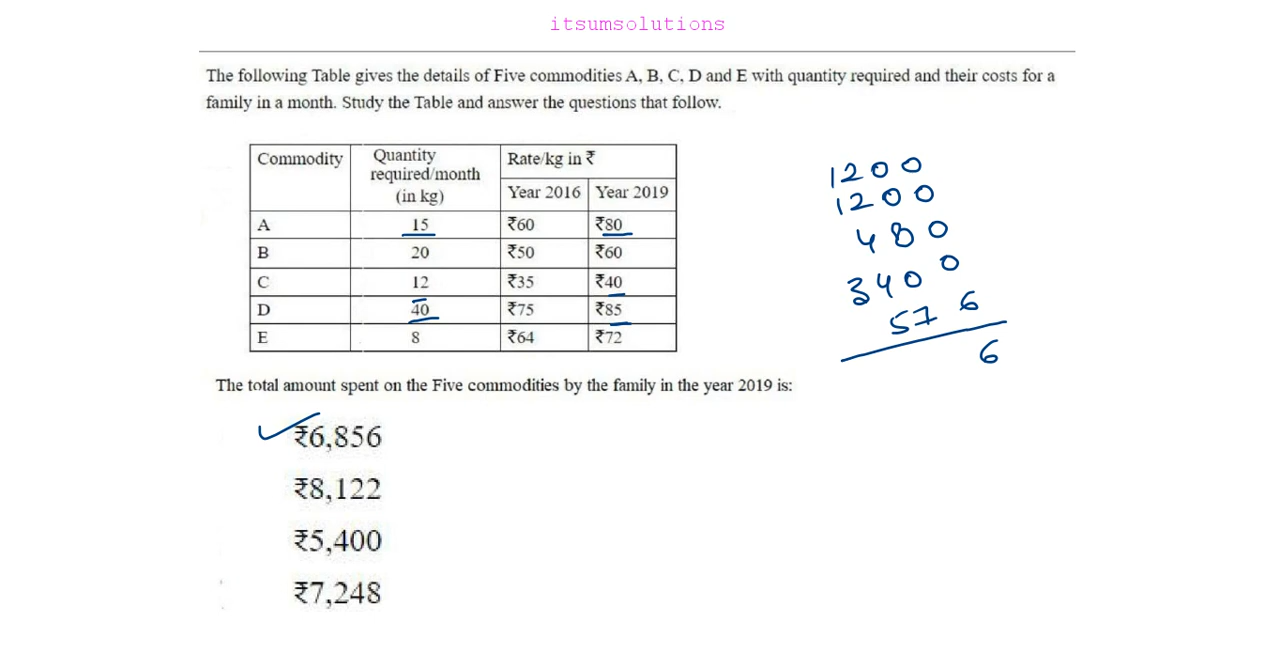 itsumsolutions
The following Table gives the details of Five commodities A, B, C, D and E with quantity required and their costs for a
family in a month. Study the Table and answer the questions that follow.
Commodity Quantity required/month (in kg) Rate/kg in ₹
Year 2016 Year 2019
A 15 ₹60 ₹80
B 20 ₹50 ₹60
C 12 ₹35 ₹40
D 40 ₹75 ₹85
E 8 ₹64 ₹72
1200
1200
480
3400
576
6
The total amount spent on the Five commodities by the family in the year 2019 is:
₹6,856
₹8,122
₹5,400
₹7,248